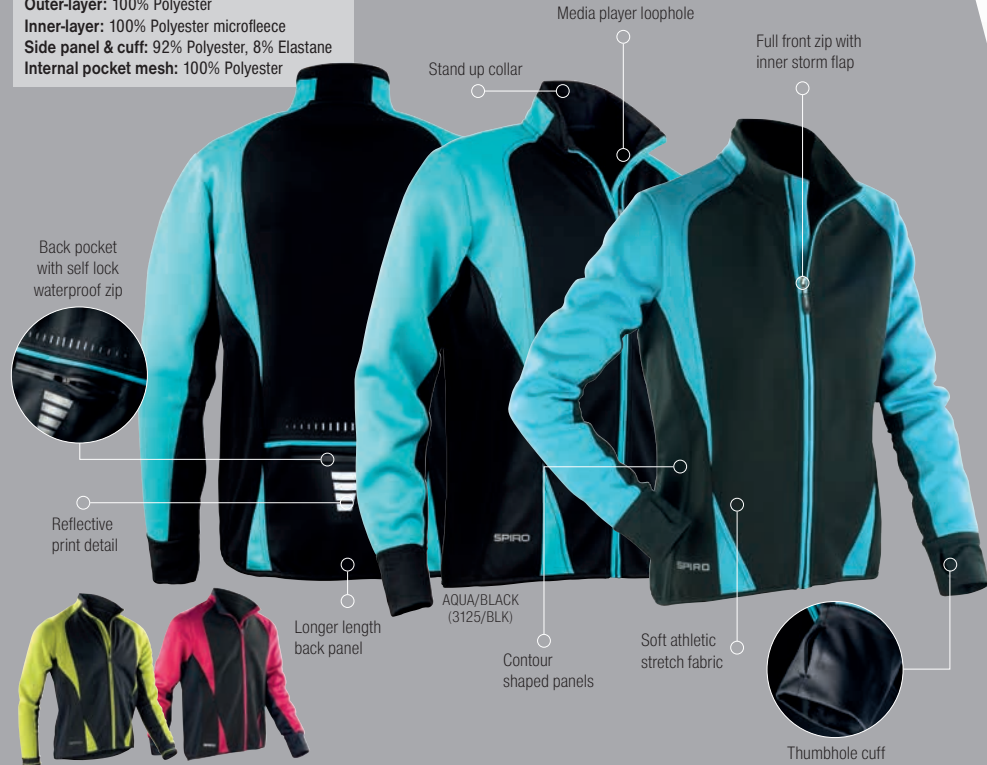 Outer-layer: 100% Polyester
Inner-layer: 100% Polyester microfleece
Side panel & cuff: 92% Polyester, 8% Elastane
Internal pocket mesh: 100% Polyester
Media player loophole
Stand up collar
Full front zip with
inner storm flap
Back pocket
with self lock
waterproof zip
Reflective
print detail
SPIRO
SPIRO
AQUA/BLACK
(3125/BLK)
Longer length
back panel
Contour
shaped panels
Soft athletic
stretch fabric
Thumbhole cuff
SPIRO
SPIRO